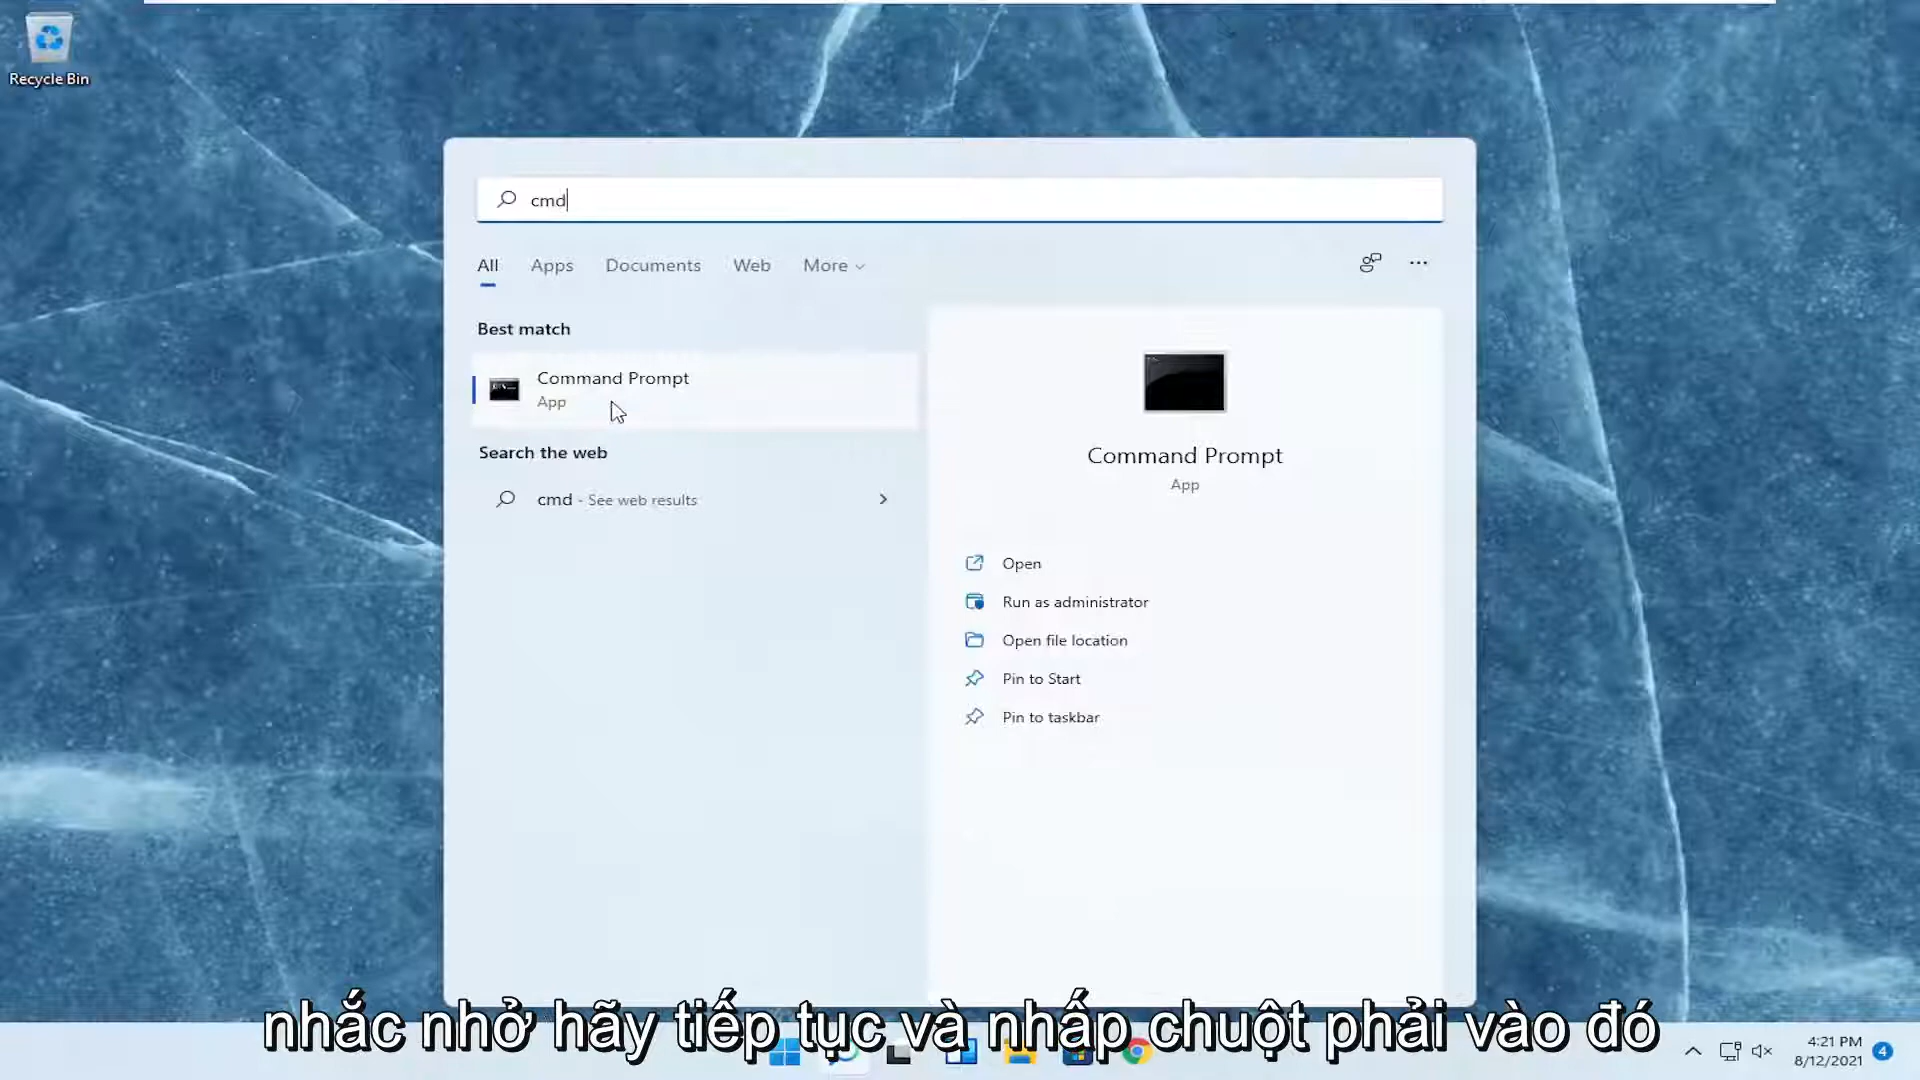 Recycle Bin
cmd
All Apps Documents Web More
Best match
Command Prompt
App
Search the web
cmd - See web results
Command Prompt
App
Open
Run as administrator
Open file location
Pin to Start
Pin to taskbar
nhắc nhở hãy tiếp tục và nhấp chuột phải vào đó
4:21 PM
8/12/2021
4